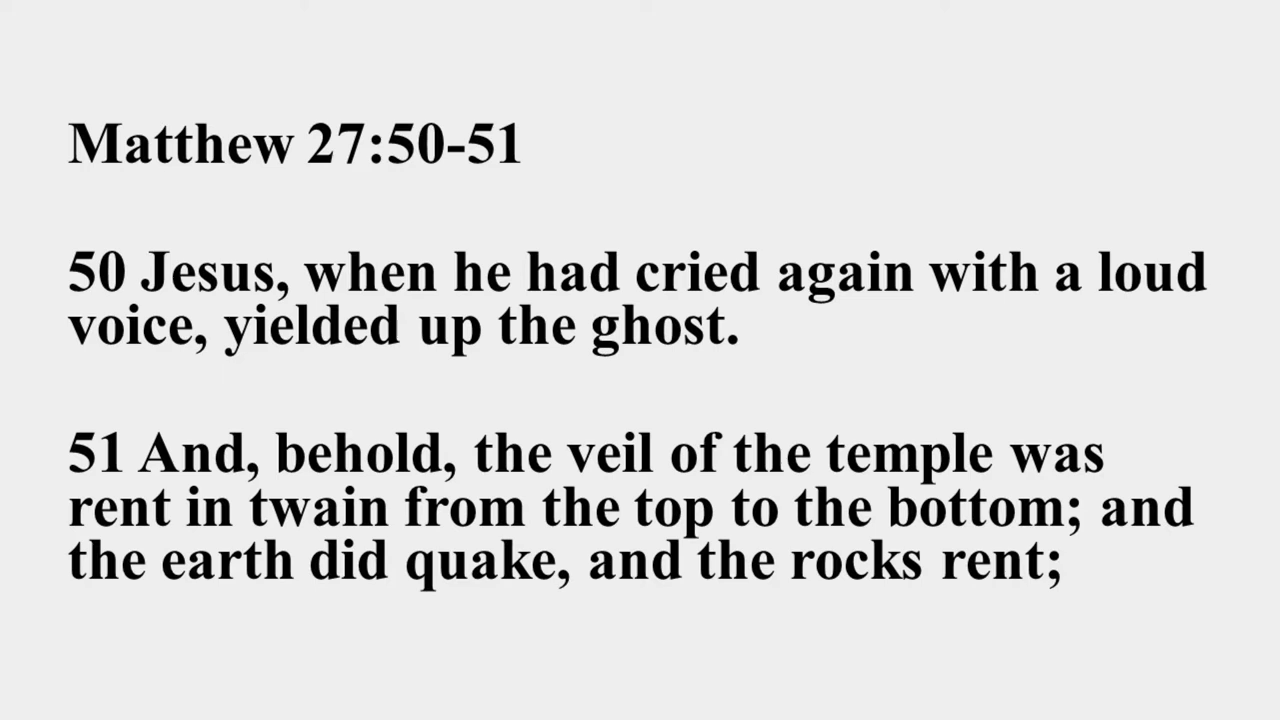 Matthew 27:50-51
50 Jesus, when he had cried again with a loud
voice, yielded up the ghost.
51 And, behold, the veil of the temple was
rent in twain from the top to the bottom; and
the earth did quake, and the rocks rent;